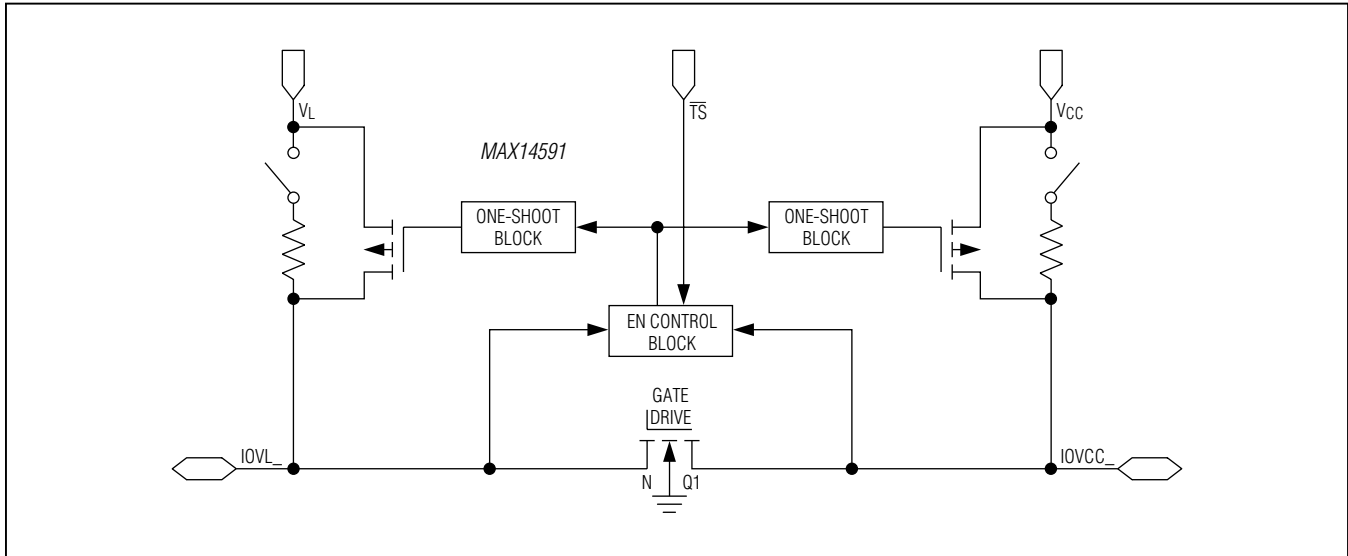 VL
TS
VCC
MAX14591
ONE-SHOOT
BLOCK
ONE-SHOOT
BLOCK
EN CONTROL
BLOCK
GATE
DRIVE
IOVL_
N
Q1
IOVCC_